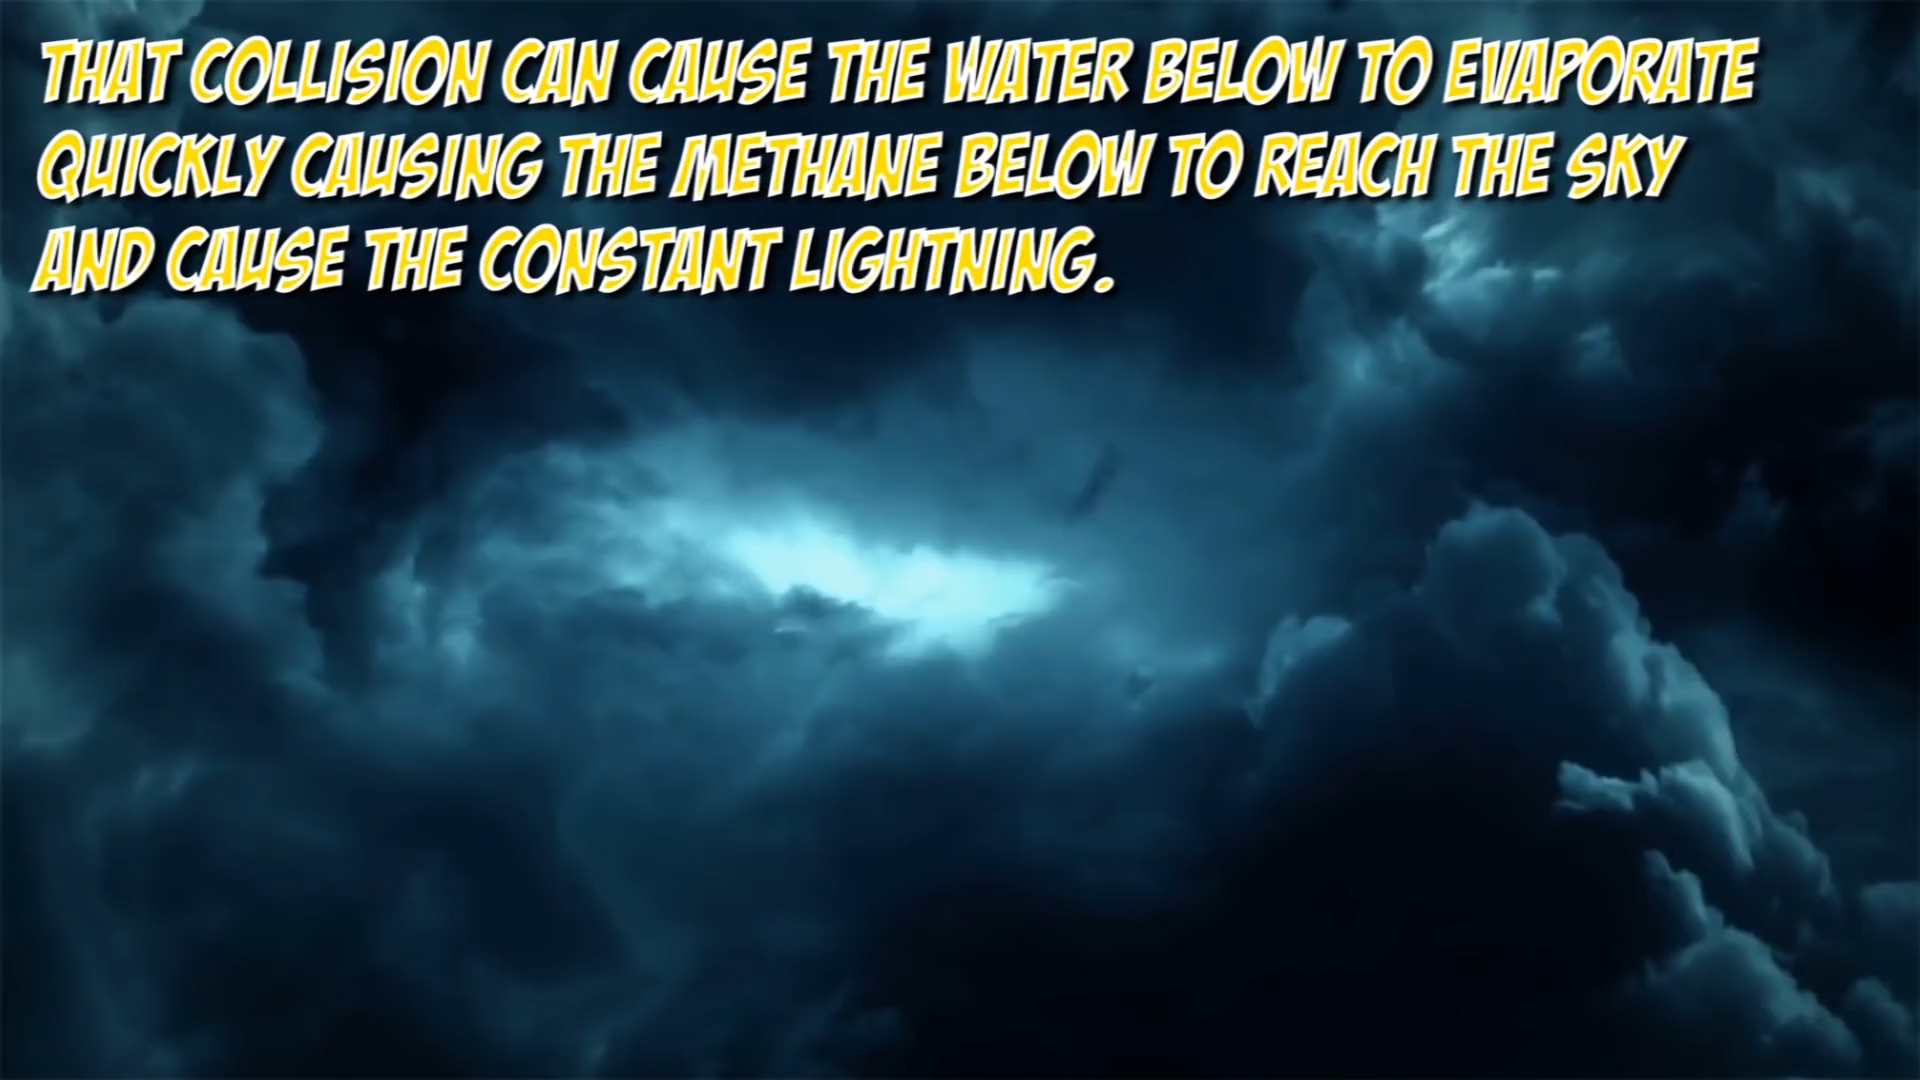 THAT COLLISION CAN CAUSE THE WATER BELOW TO EVAPORATE
QUICKLY CAUSING THE METHANE BELOW TO REACH THE SKY
AND CAUSE THE CONSTANT LIGHTNING.